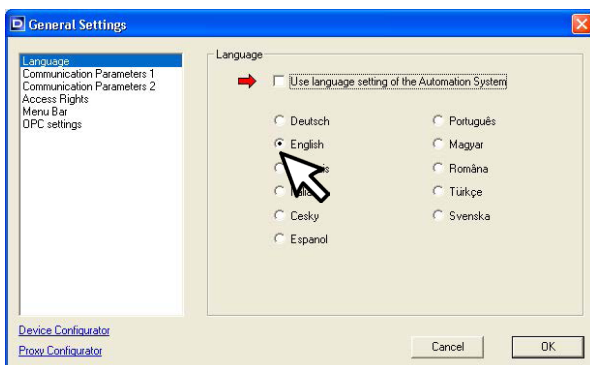 General Settings
Language
Communication Parameters 1
Communication Parameters 2
Access Rights
Menu Bar
OPC settings
Language
Use language setting of the Automation System
Deutsch
Português
English
Magyar
Româna
Türkçe
Cesky
Svenska
Espanol
Device Configurator
Proxy Configurator
Cancel
OK